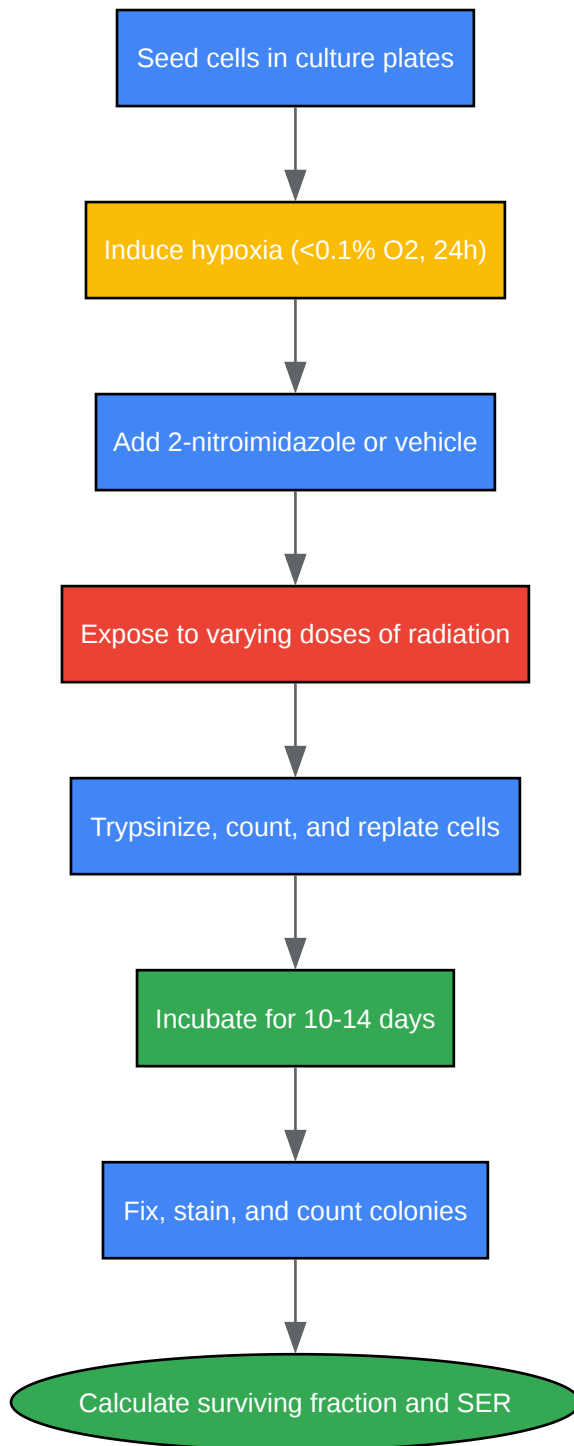 Seed cells in culture plates
Induce hypoxia (<0.1% O2, 24h)
Add 2-nitroimidazole or vehicle
Expose to varying doses of radiation
Trypsinize, count, and replate cells
Incubate for 10-14 days
Fix, stain, and count colonies
Calculate surviving fraction and SER